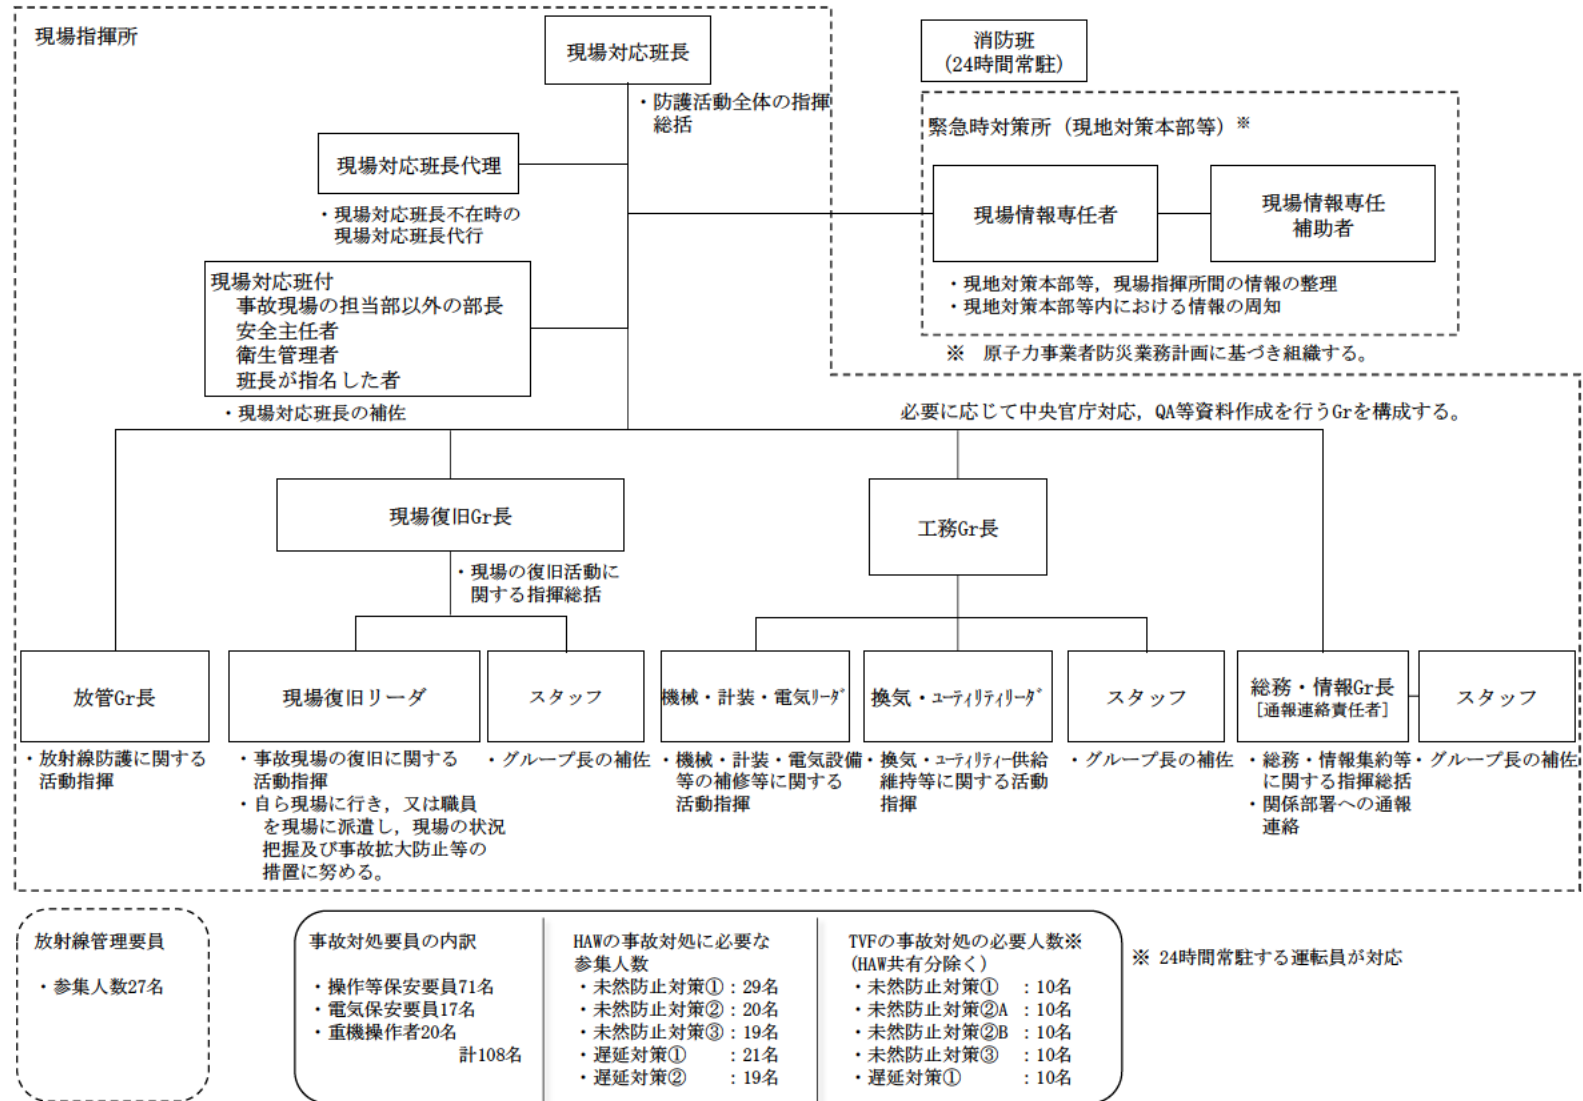 現場指揮所
現場対応班長
・防護活動全体の指揮
総括
現場対応班長代理
・現場対応班長不在時の
現場対応班長代行
現場対応班付
事故現場の担当部以外の部長
安全主任者
衛生管理者
班長が指名した者
・現場対応班長の補佐
消防班
(24時間常駐)
緊急時対策所（現地対策本部等）※
現場情報専任者
現場情報専任
補助者
・現地対策本部等，現場指揮所間の情報の整理
・現地対策本部等内における情報の周知
※　原子力事業者防災業務計画に基づき組織する。
必要に応じて中央官庁対応，QA等資料作成を行うGrを構成する。
現場復旧Gr長
・現場の復旧活動に
関する指揮総括
工務Gr長
放管Gr長
・放射線防護に関する
活動指揮
現場復旧リーダ
・事故現場の復旧に関する
活動指揮
・自ら現場に行き，又は職員
を現場に派遣し，現場の状況
把握及び事故拡大防止等の
措置に努める。
スタッフ
・グループ長の補佐
機械・計装・電気ﾘｰﾀﾞ
・機械・計装・電気設備
等の補修等に関する
活動指揮
換気・ﾕｰﾃｨﾘﾃｨﾘｰﾀﾞ
・換気・ﾕｰﾃｨﾘﾃｨｰ供給
維持等に関する活動
指揮
スタッフ
・グループ長の補佐
総務・情報Gr長
[通報連絡責任者]
・総務・情報集約等
に関する指揮総括
・関係部署への通報
連絡
スタッフ
・グループ長の補佐
放射線管理要員
・参集人数27名
事故対処要員の内訳
・操作等保安要員71名
・電気保安要員17名
・重機操作者20名
計108名
HAWの事故対処に必要な
参集人数
・未然防止対策①：29名
・未然防止対策②：20名
・未然防止対策③：19名
・遅延対策①　　：21名
・遅延対策②　　：19名
TVFの事故対処の必要人数※
(HAW共有分除く)
・未然防止対策①　：10名
・未然防止対策②A ：10名
・未然防止対策②B ：10名
・未然防止対策③　：10名
・遅延対策①　　　：10名
※ 24時間常駐する運転員が対応